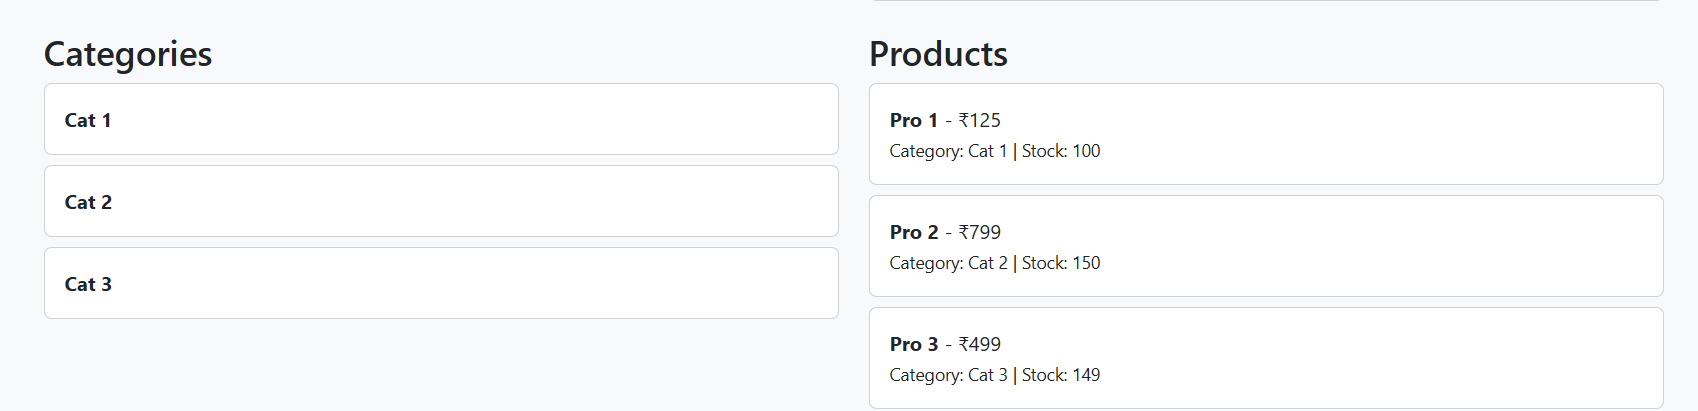 Categories
Cat 1
Cat 2
Cat 3
Products
Pro 1 - ₹125
Category: Cat 1 | Stock: 100
Pro 2 - ₹799
Category: Cat 2 | Stock: 150
Pro 3 - ₹499
Category: Cat 3 | Stock: 149